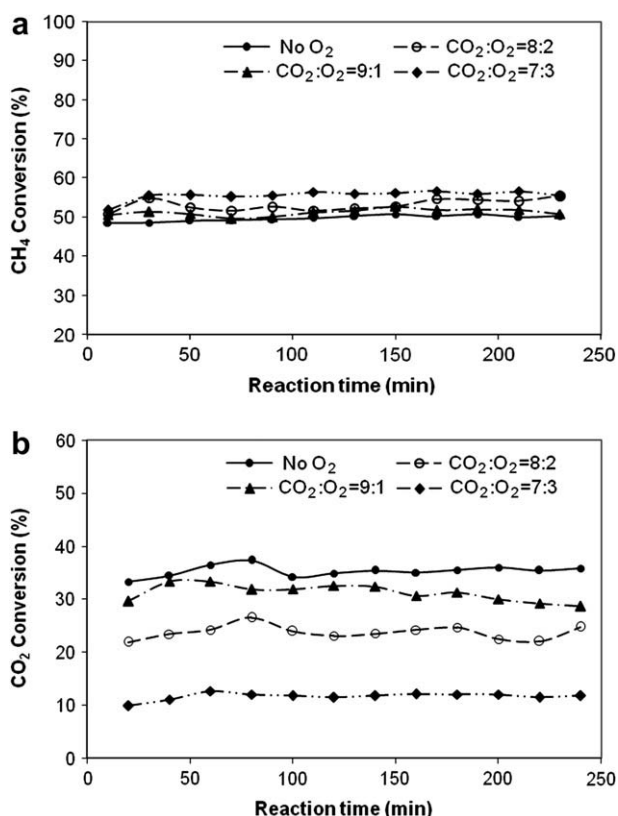 a
100
90
80
70
60
50
40
30
20
CH₄ Conversion (%)
No O₂
CO₂:O₂=8:2
CO₂:O₂=9:1
CO₂:O₂=7:3
0
50
100
150
200
250
Reaction time (min)
b
60
50
40
30
20
10
0
CO₂ Conversion (%)
No O₂
CO₂:O₂=8:2
CO₂:O₂=9:1
CO₂:O₂=7:3
0
50
100
150
200
250
Reaction time (min)